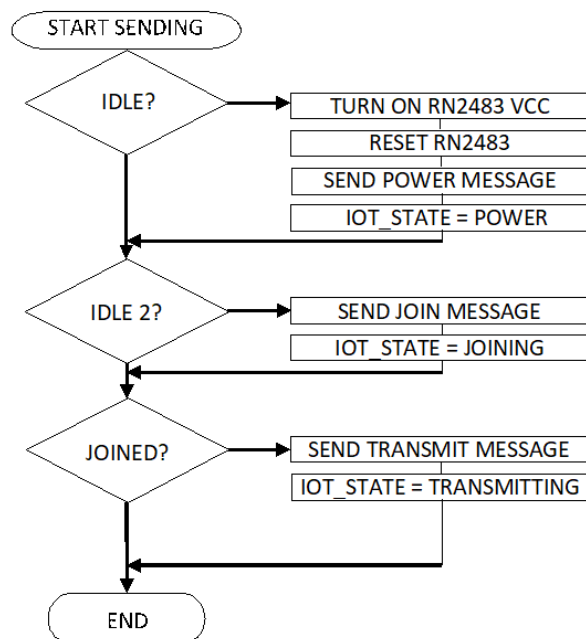 START SENDING
IDLE?
TURN ON RN2483 VCC
RESET RN2483
SEND POWER MESSAGE
IOT_STATE = POWER
IDLE 2?
SEND JOIN MESSAGE
IOT_STATE = JOINING
JOINED?
SEND TRANSMIT MESSAGE
IOT_STATE = TRANSMITTING
END